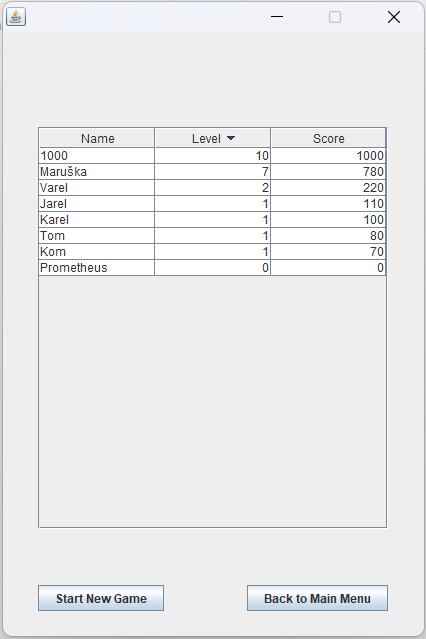 Name Level Score
1000 10 1000
Maruška 7 780
Varel 2 220
Jarel 1 110
Karel 1 100
Tom 1 80
Kom 1 70
Prometheus 0 0
Start New Game Back to Main Menu